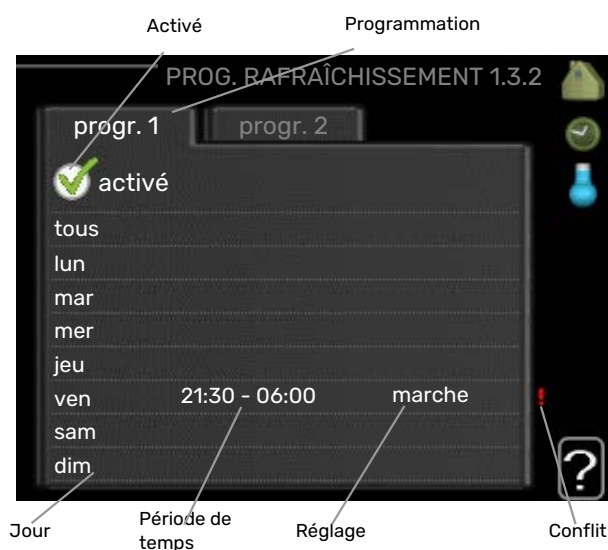 Activé Programmation
PROG. RAFRAÎCHISSEMENT 1.3.2
progr. 1 progr. 2
activé
tous
lun
mar
mer
jeu
ven 21:30 - 06:00 marche !
sam
dim
?
Jour Période de temps Réglage Conflit